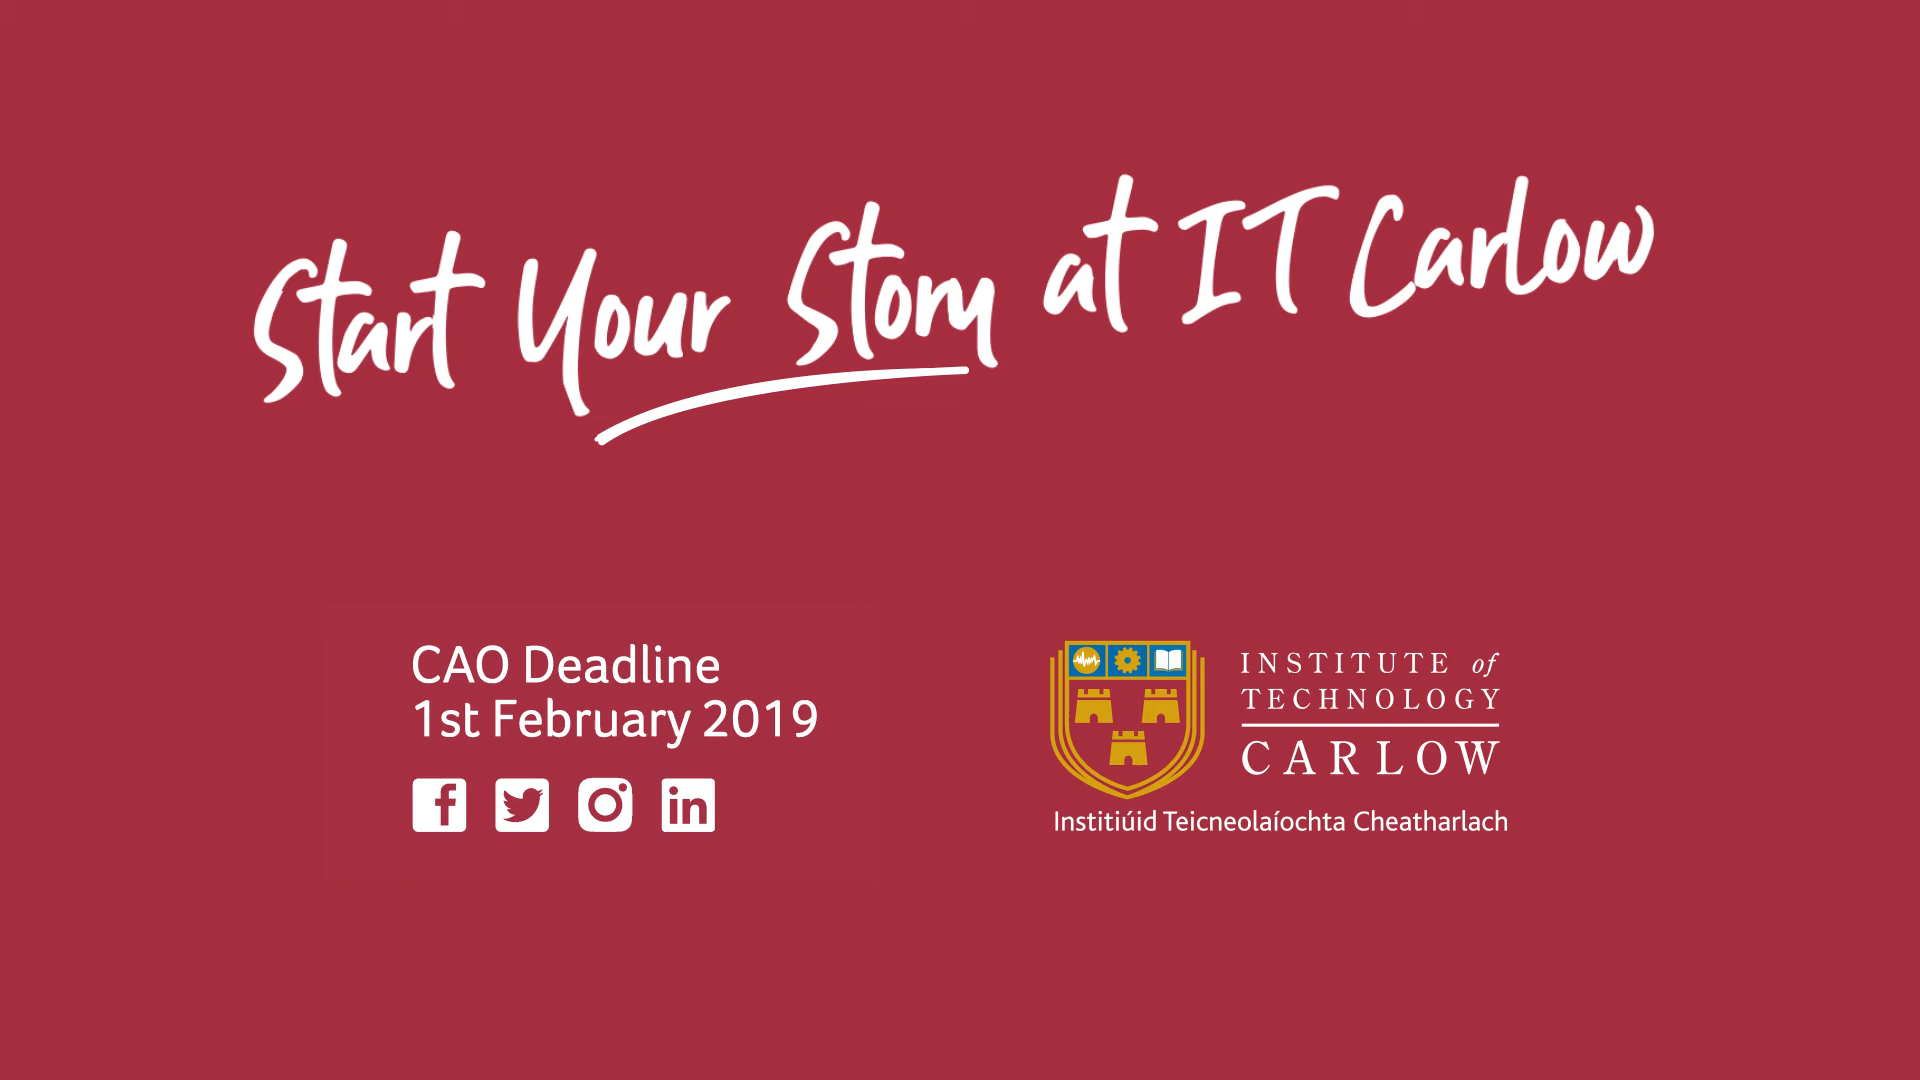 Start Your Story at IT Carlow
CAO Deadline
1st February 2019
INSTITUTE of
TECHNOLOGY
CARLOW
Institiúid Teicneolaíochta Cheatharlach